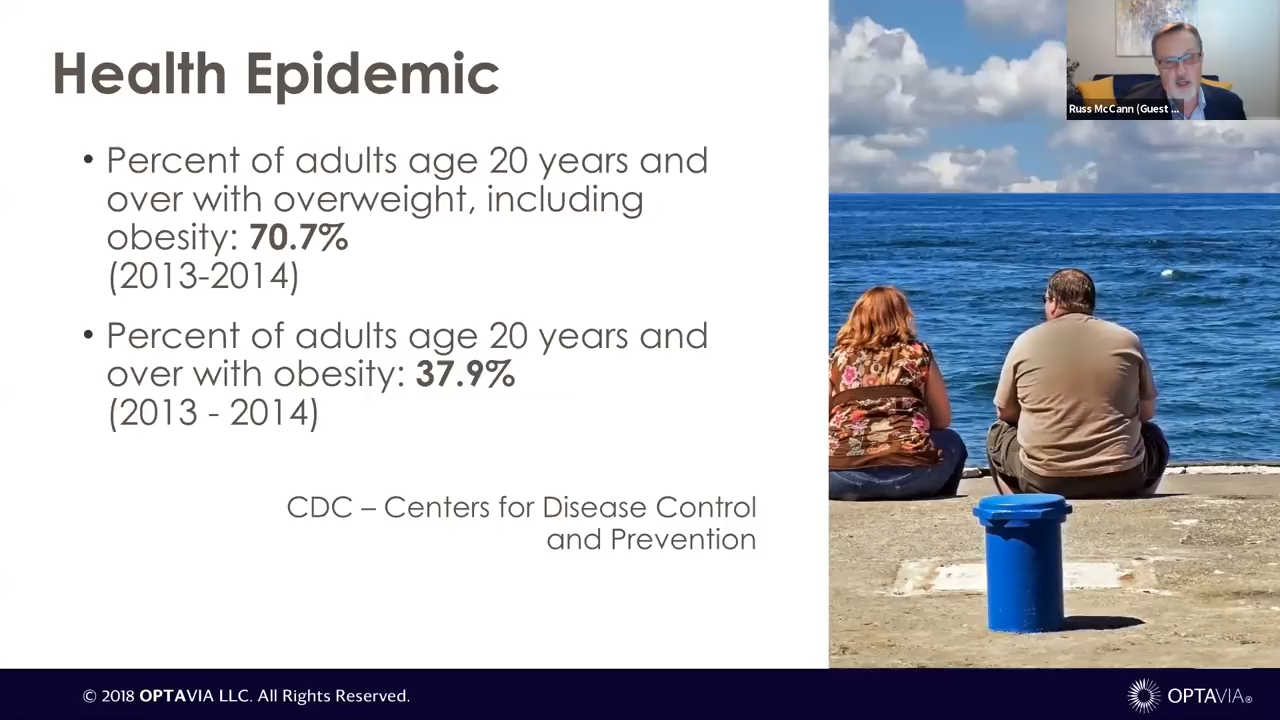 Health Epidemic
• Percent of adults age 20 years and
over with overweight, including
obesity: 70.7%
(2013-2014)
• Percent of adults age 20 years and
over with obesity: 37.9%
(2013 - 2014)
CDC – Centers for Disease Control
and Prevention
Russ McCann (Guest ...
© 2018 OPTAVIA LLC. All Rights Reserved.
OPTAVIA®